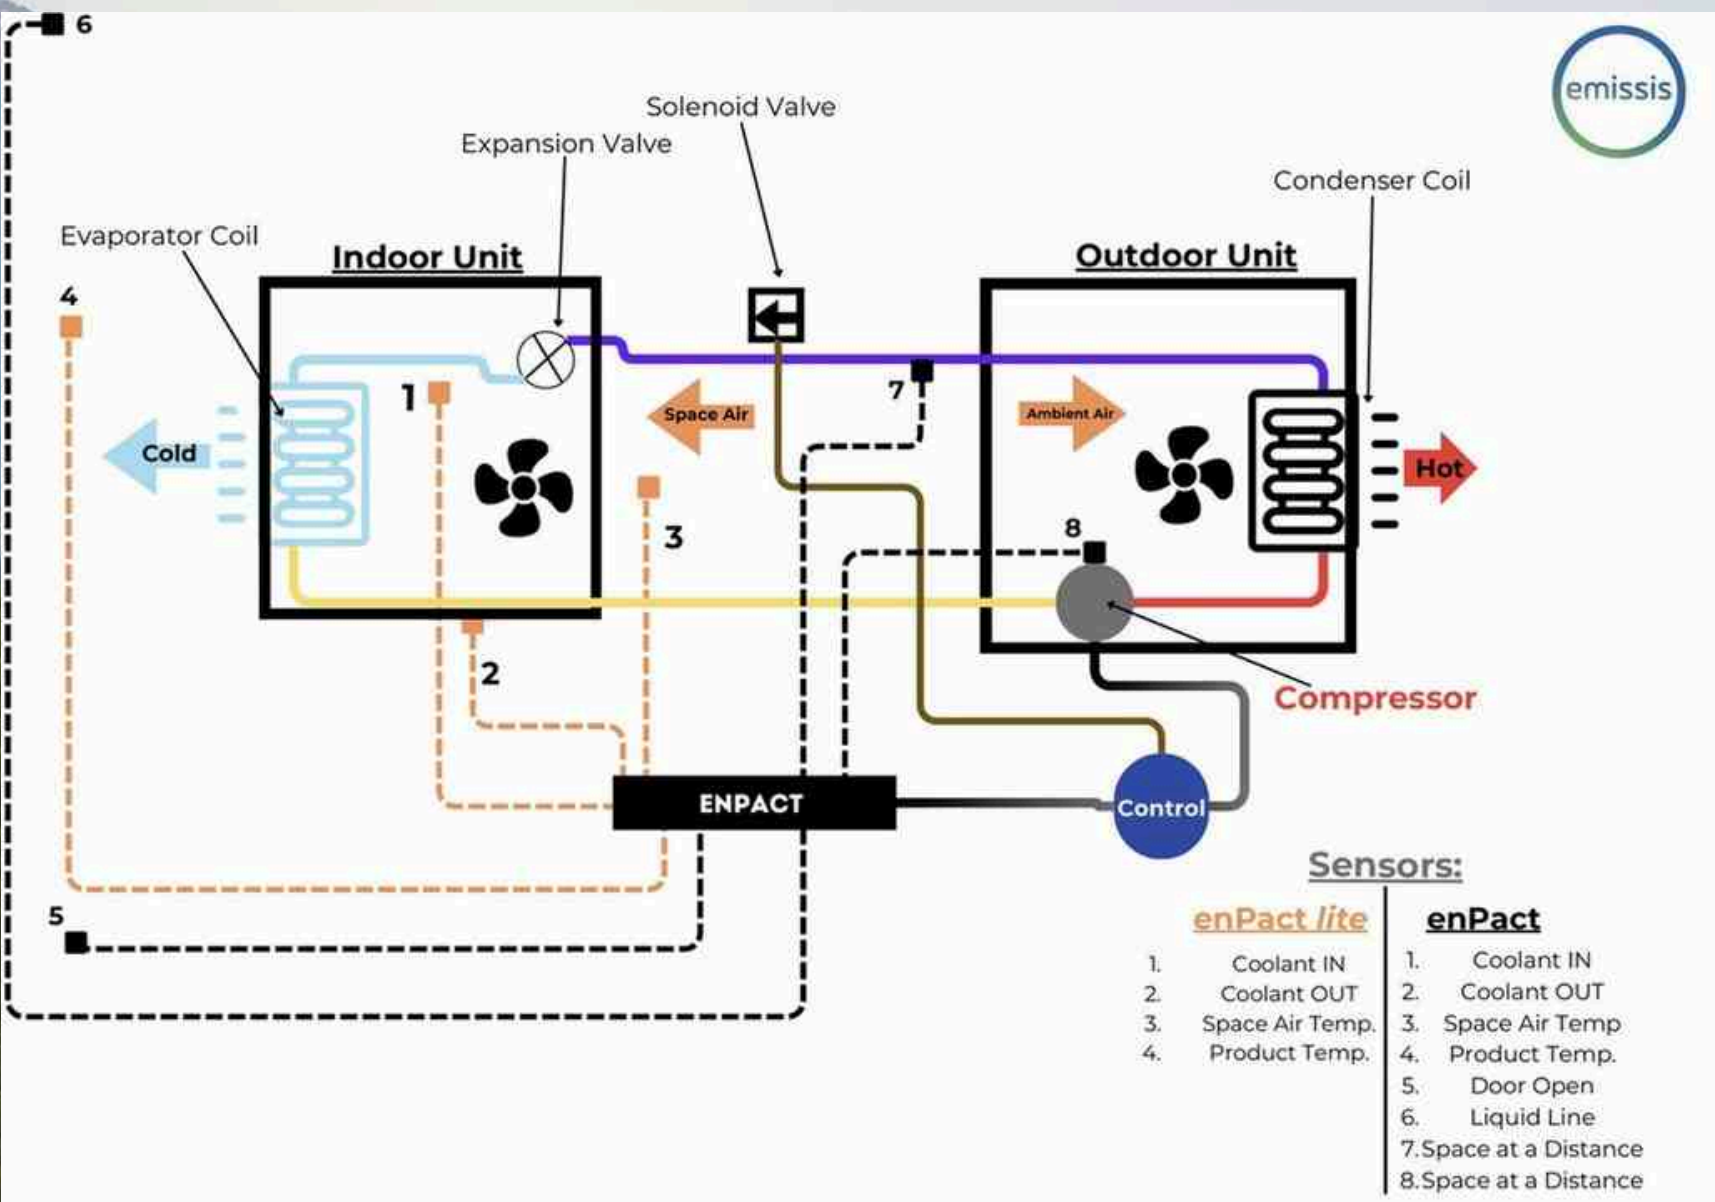 6
emissis
Solenoid Valve
Expansion Valve
Condenser Coil
Evaporator Coil
Indoor Unit
Outdoor Unit
4
1
7
Space Air
Ambient Air
Cold
Hot
3
8
2
Compressor
ENPACT
Control
5
Sensors:
enPact lite
1. Coolant IN
2. Coolant OUT
3. Space Air Temp.
4. Product Temp.
enPact
1. Coolant IN
2. Coolant OUT
3. Space Air Temp
4. Product Temp.
5. Door Open
6. Liquid Line
7. Space at a Distance
8. Space at a Distance